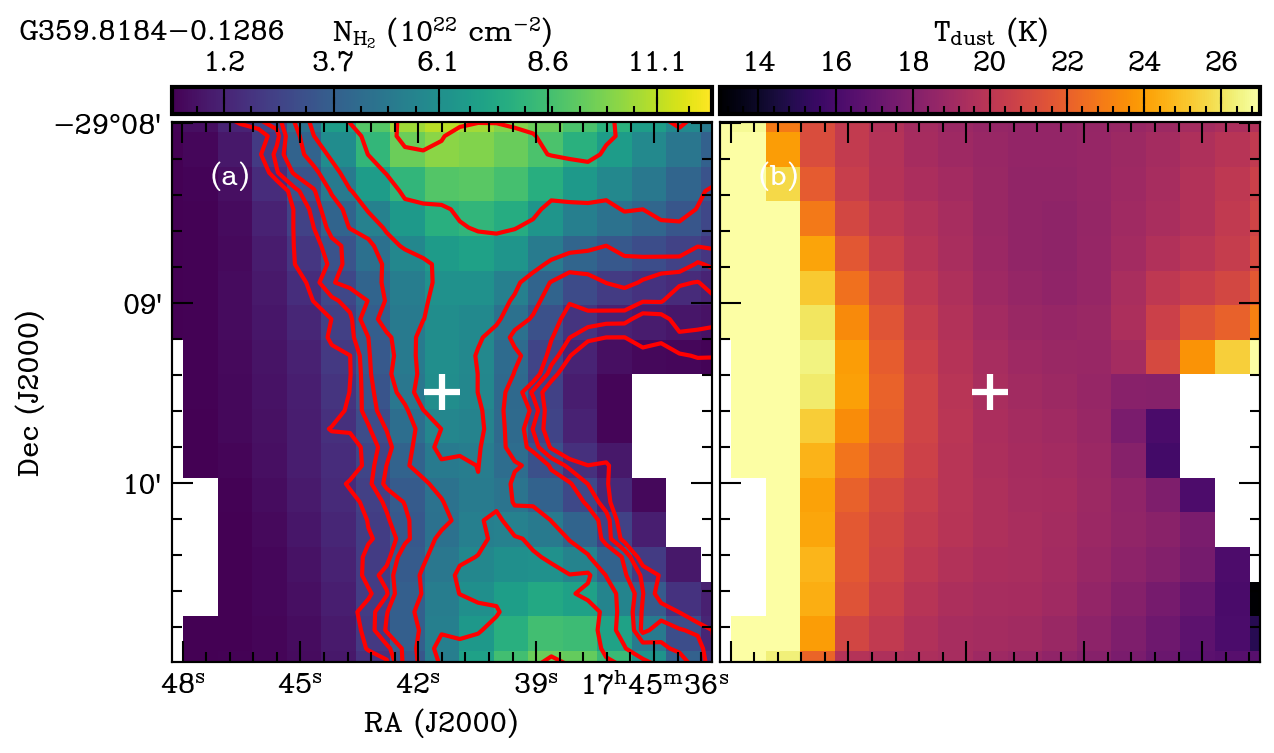 G359.8184−0.1286 N_H₂ (10²² cm⁻²) T_dust (K)
1.2 3.7 6.1 8.6 11.1 14 16 18 20 22 24 26
−29°08'
(a) (b)
09'
Dec (J2000)
10'
48ˢ 45ˢ 42ˢ 39ˢ 17ʰ45ᵐ36ˢ
RA (J2000)